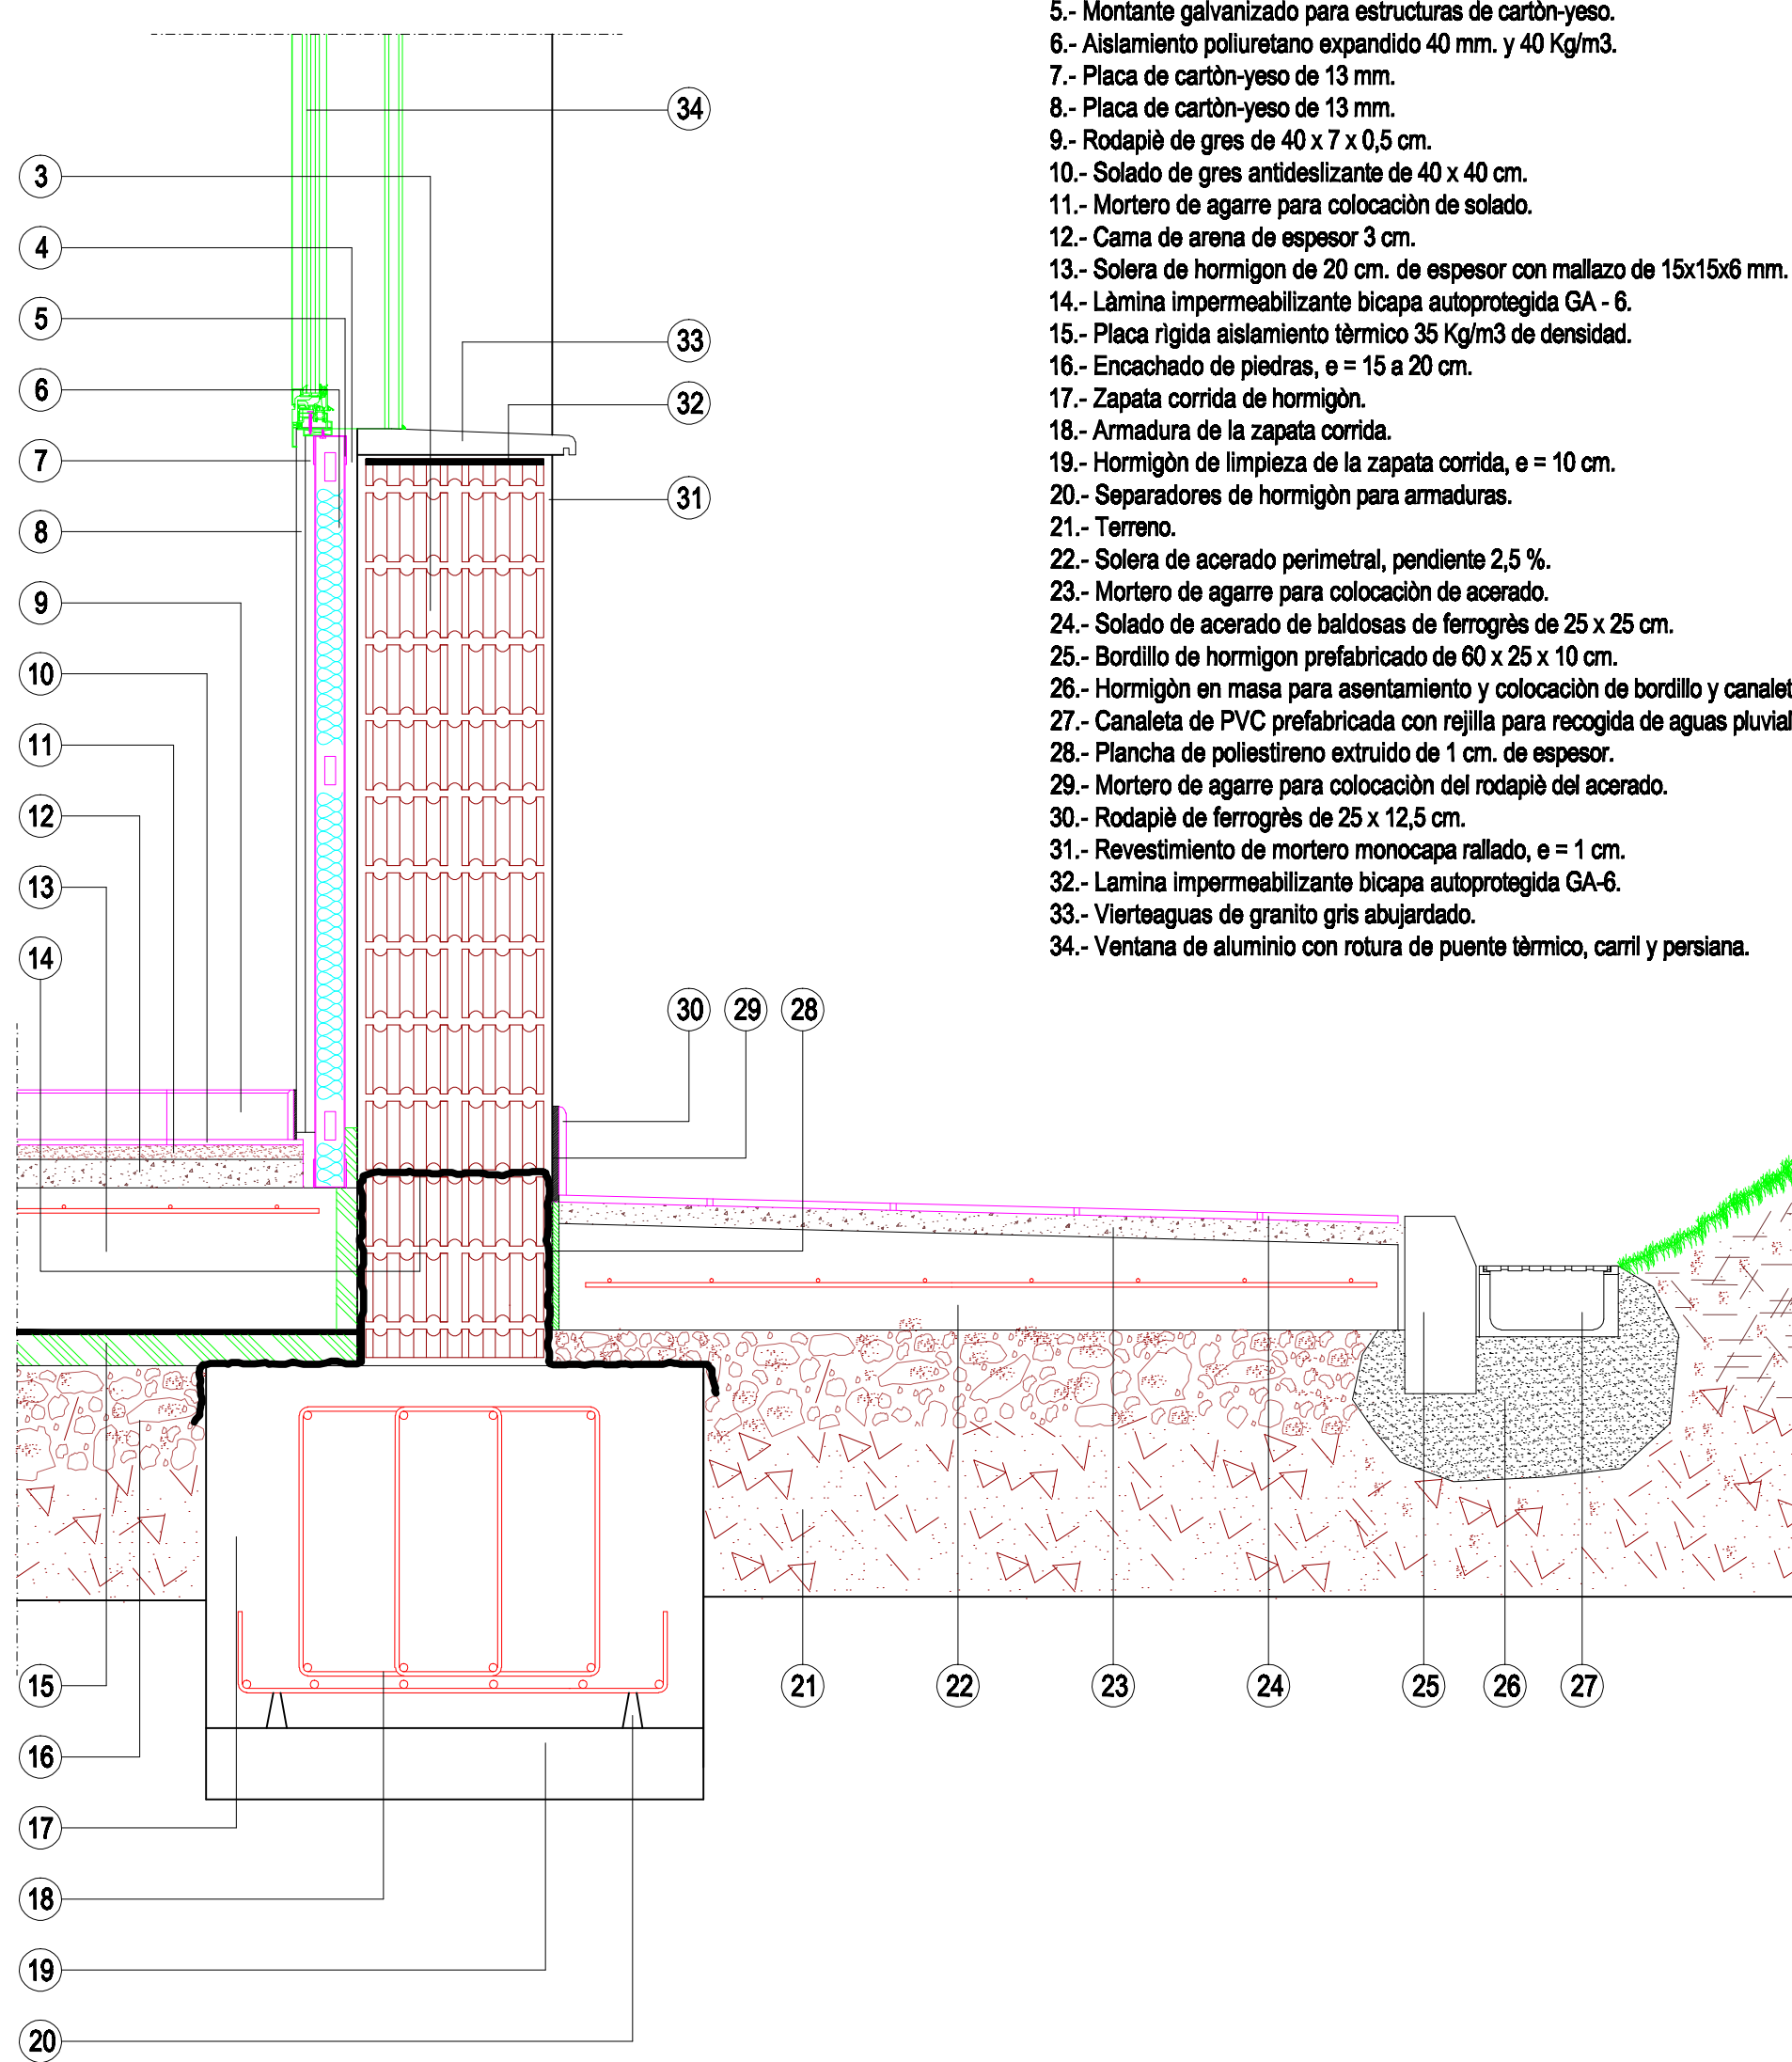 5.- Montante galvanizado para estructuras de cartòn-yeso.
6.- Aislamiento poliuretano expandido 40 mm. y 40 Kg/m3.
7.- Placa de cartòn-yeso de 13 mm.
8.- Placa de cartòn-yeso de 13 mm.
9.- Rodapiè de gres de 40 x 7 x 0,5 cm.
10.- Solado de gres antideslizante de 40 x 40 cm.
11.- Mortero de agarre para colocaciòn de solado.
12.- Cama de arena de espesor 3 cm.
13.- Solera de hormigon de 20 cm. de espesor con mallazo de 15x15x6 mm.
14.- Làmina impermeabilizante bicapa autoprotegida GA - 6.
15.- Placa rìgida aislamiento tèrmico 35 Kg/m3 de densidad.
16.- Encachado de piedras, e = 15 a 20 cm.
17.- Zapata corrida de hormigòn.
18.- Armadura de la zapata corrida.
19.- Hormigòn de limpieza de la zapata corrida, e = 10 cm.
20.- Separadores de hormigòn para armaduras.
21.- Terreno.
22.- Solera de acerado perimetral, pendiente 2,5 %.
23.- Mortero de agarre para colocaciòn de acerado.
24.- Solado de acerado de baldosas de ferrogrès de 25 x 25 cm.
25.- Bordillo de hormigon prefabricado de 60 x 25 x 10 cm.
26.- Hormigòn en masa para asentamiento y colocaciòn de bordillo y canalet
27.- Canaleta de PVC prefabricada con rejilla para recogida de aguas pluvial
28.- Plancha de poliestireno extruido de 1 cm. de espesor.
29.- Mortero de agarre para colocaciòn del rodapiè del acerado.
30.- Rodapiè de ferrogrès de 25 x 12,5 cm.
31.- Revestimiento de mortero monocapa rallado, e = 1 cm.
32.- Lamina impermeabilizante bicapa autoprotegida GA-6.
33.- Vierteaguas de granito gris abujardado.
34.- Ventana de aluminio con rotura de puente tèrmico, carril y persiana.
34
3
4
5
33
6
32
7
31
8
9
10
11
12
13
14
30 29 28
15
21 22 23 24 25 26 27
16
17
18
19
20